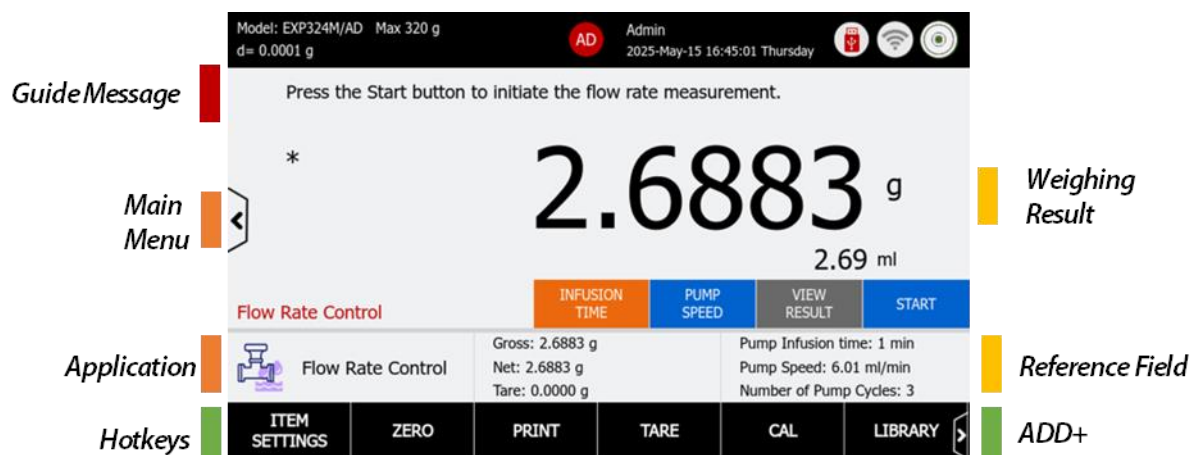 Model: EXP324M/AD Max 320 g
d= 0.0001 g
AD
Admin
2025-May-15 16:45:01 Thursday
Guide Message
Press the Start button to initiate the flow rate measurement.
*
2.6883 g
2.69 ml
Main
Menu
Weighing
Result
Flow Rate Control
INFUSION
TIME
PUMP
SPEED
VIEW
RESULT
START
Application
Flow Rate Control
Gross: 2.6883 g
Net: 2.6883 g
Tare: 0.0000 g
Pump Infusion time: 1 min
Pump Speed: 6.01 ml/min
Number of Pump Cycles: 3
Reference Field
Hotkeys
ITEM
SETTINGS
ZERO
PRINT
TARE
CAL
LIBRARY
ADD+